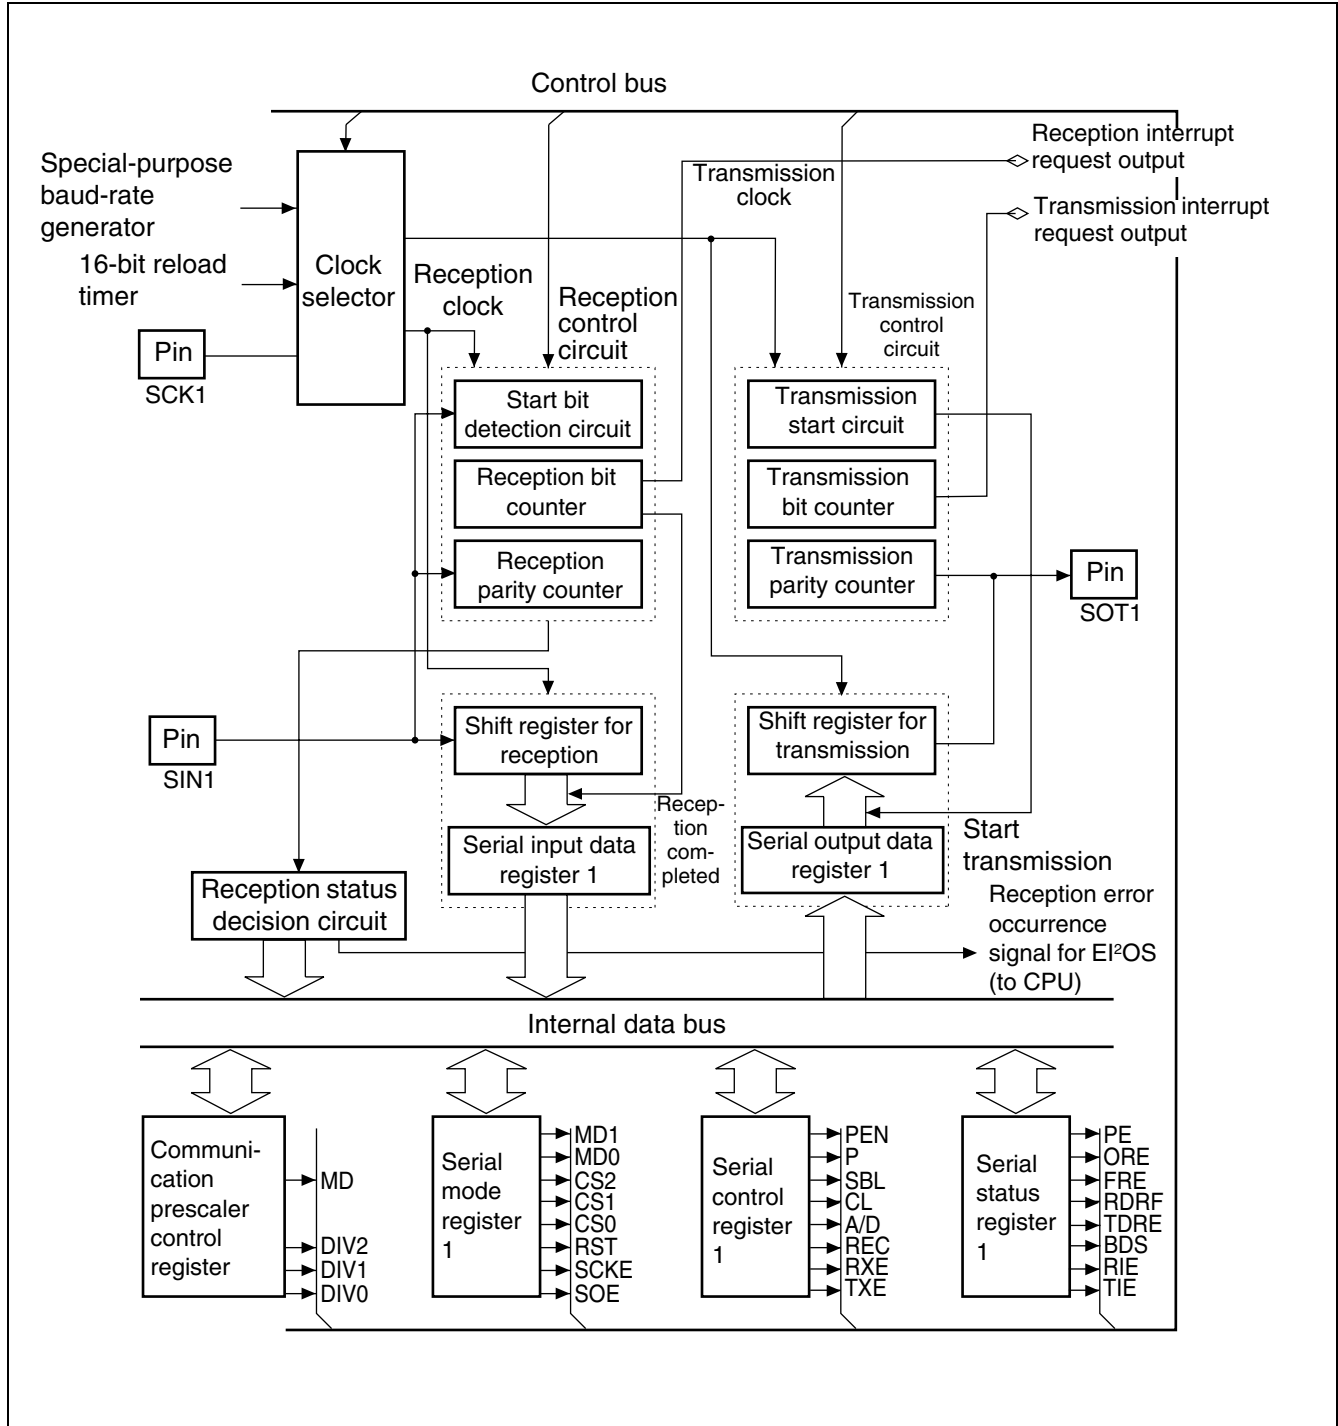 Control bus
Reception interrupt
request output
Special-purpose
baud-rate
generator
Transmission
clock
Transmission interrupt
request output
16-bit reload
timer
Clock
selector
Reception
clock
Reception
control
circuit
Transmission
control
circuit
Pin
SCK1
Start bit
detection circuit
Transmission
start circuit
Reception bit
counter
Transmission
bit counter
Reception
parity counter
Transmission
parity counter
Pin
SOT1
Pin
SIN1
Shift register for
reception
Shift register for
transmission
Recep-
tion
com-
pleted
Serial input data
register 1
Serial output data
register 1
Start
transmission
Reception status
decision circuit
Reception error
occurrence
signal for EI²OS
(to CPU)
Internal data bus
Communi-
cation
prescaler
control
register
MD
DIV2
DIV1
DIV0
Serial
mode
register
1
MD1
MD0
CS2
CS1
CS0
RST
SCKE
SOE
Serial
control
register
1
PEN
P
SBL
CL
A/D
REC
RXE
TXE
Serial
status
register
1
PE
ORE
FRE
RDRF
TDRE
BDS
RIE
TIE